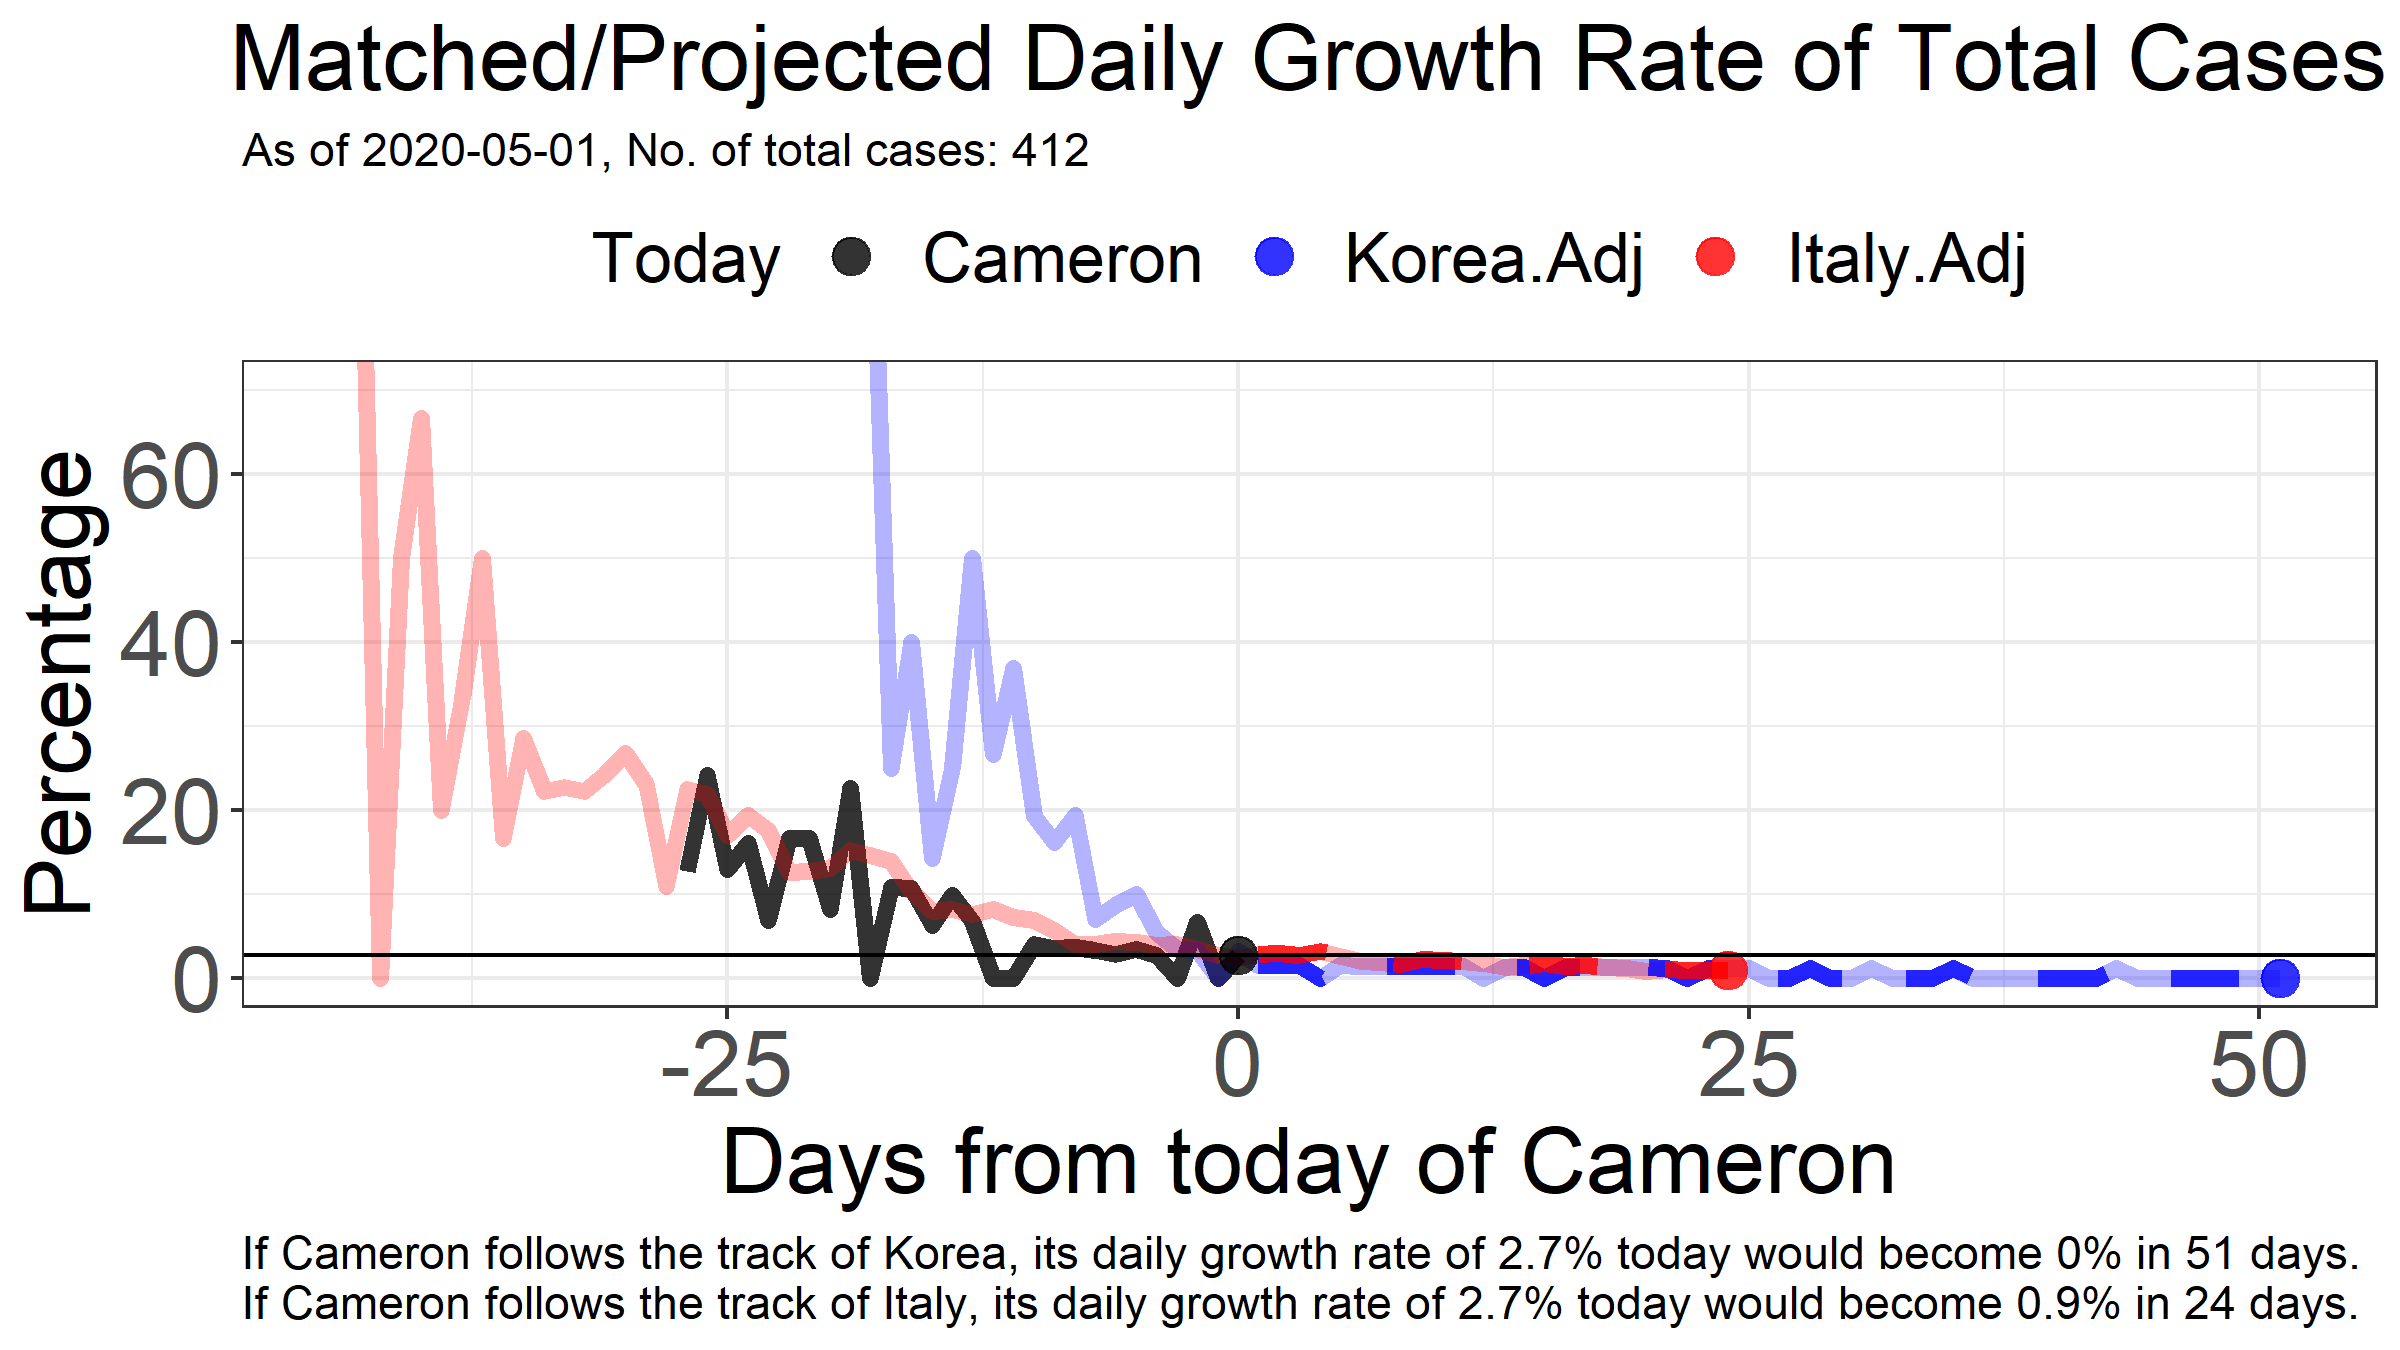 Matched/Projected Daily Growth Rate of Total Cases
As of 2020-05-01, No. of total cases: 412
Today Cameron Korea.Adj Italy.Adj
Percentage
60
40
20
0
-25 0 25 50
Days from today of Cameron
If Cameron follows the track of Korea, its daily growth rate of 2.7% today would become 0% in 51 days.
If Cameron follows the track of Italy, its daily growth rate of 2.7% today would become 0.9% in 24 days.